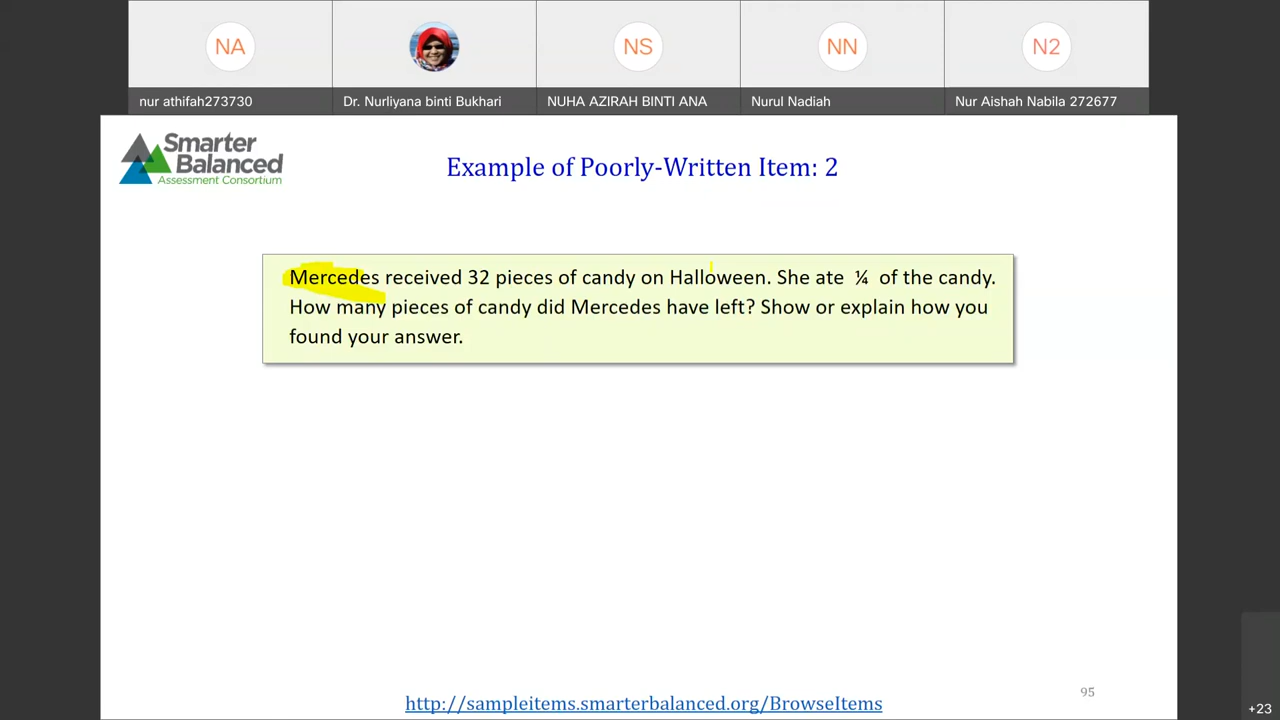 NA
NS
NN
N2
nur athifah273730
Dr. Nurliyana binti Bukhari
NUHA AZIRAH BINTI ANA
Nurul Nadiah
Nur Aishah Nabila 272677
Smarter
Balanced
Assessment Consortium
Example of Poorly-Written Item: 2
Mercedes received 32 pieces of candy on Halloween. She ate ¼ of the candy.
How many pieces of candy did Mercedes have left? Show or explain how you
found your answer.
95
http://sampleitems.smarterbalanced.org/BrowseItems
+23